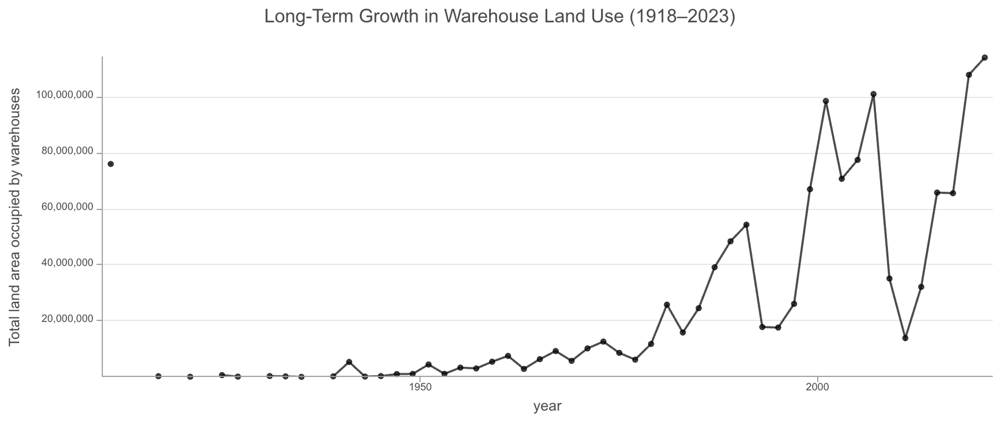 Long-Term Growth in Warehouse Land Use (1918–2023)
Total land area occupied by warehouses
100,000,000
80,000,000
60,000,000
40,000,000
20,000,000
1950
2000
year